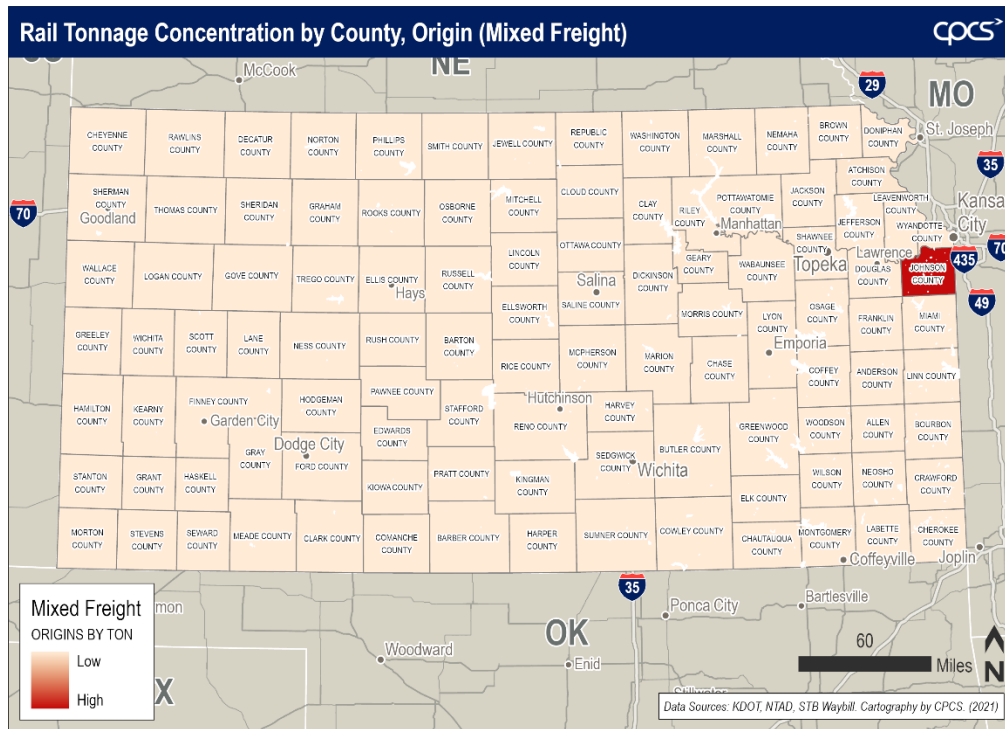 Rail Tonnage Concentration by County, Origin (Mixed Freight)
cpcs
NE
McCook
MO
29
St. Joseph
35
70
Kansas
City
70
435
49
CHEYENNE
COUNTY
RAWLINS
COUNTY
DECATUR
COUNTY
NORTON
COUNTY
PHILLIPS
COUNTY
SMITH COUNTY
JEWELL COUNTY
REPUBLIC
COUNTY
WASHINGTON
COUNTY
MARSHALL
COUNTY
NEMAHA
COUNTY
BROWN
COUNTY
DONIPHAN
COUNTY
ATCHISON
COUNTY
SHERMAN
COUNTY
Goodland
THOMAS COUNTY
SHERIDAN
COUNTY
GRAHAM
COUNTY
ROOKS COUNTY
OSBORNE
COUNTY
MITCHELL
COUNTY
CLOUD COUNTY
CLAY
COUNTY
RILEY
COUNTY
POTTAWATOMIE
COUNTY
Manhattan
JACKSON
COUNTY
JEFFERSON
COUNTY
LEAVENWORTH
COUNTY
WYANDOTTE
COUNTY
SHAWNEE
COUNTY
Topeka
Lawrence
DOUGLAS
COUNTY
JOHNSON
COUNTY
WALLACE
COUNTY
LOGAN COUNTY
GOVE COUNTY
TREGO COUNTY
ELLIS COUNTY
Hays
RUSSELL
COUNTY
LINCOLN
COUNTY
OTTAWA COUNTY
Salina
SALINE COUNTY
ELLSWORTH
COUNTY
DICKINSON
COUNTY
GEARY
COUNTY
WABAUNSEE
COUNTY
MORRIS COUNTY
LYON
COUNTY
Emporia
OSAGE
COUNTY
FRANKLIN
COUNTY
MIAMI
COUNTY
GREELEY
COUNTY
WICHITA
COUNTY
SCOTT
COUNTY
LANE
COUNTY
NESS COUNTY
RUSH COUNTY
BARTON
COUNTY
RICE COUNTY
MCPHERSON
COUNTY
MARION
COUNTY
CHASE
COUNTY
COFFEY
COUNTY
ANDERSON
COUNTY
LINN COUNTY
HAMILTON
COUNTY
KEARNY
COUNTY
FINNEY COUNTY
Garden City
HODGEMAN
COUNTY
PAWNEE COUNTY
STAFFORD
COUNTY
Hutchinson
RENO COUNTY
HARVEY
COUNTY
EDWARDS
COUNTY
GRAY
COUNTY
Dodge City
FORD COUNTY
SEDGWICK
COUNTY
Wichita
BUTLER COUNTY
GREENWOOD
COUNTY
WOODSON
COUNTY
ALLEN
COUNTY
BOURBON
COUNTY
STANTON
COUNTY
GRANT
COUNTY
HASKELL
COUNTY
KIOWA COUNTY
PRATT COUNTY
KINGMAN
COUNTY
ELK COUNTY
WILSON
COUNTY
NEOSHO
COUNTY
CRAWFORD
COUNTY
MORTON
COUNTY
STEVENS
COUNTY
SEWARD
COUNTY
MEADE COUNTY
CLARK COUNTY
COMANCHE
COUNTY
BARBER COUNTY
HARPER
COUNTY
SUMNER COUNTY
COWLEY COUNTY
CHAUTAUQUA
COUNTY
MONTGOMERY
COUNTY
LABETTE
COUNTY
CHEROKEE
COUNTY
Coffeyville
Joplin
35
Ponca City
Bartlesville
OK
Woodward
Enid
Mixed Freight
ORIGINS BY TON
Low
High
60
Miles
N
Data Sources: KDOT, NTAD, STB Waybill. Cartography by CPCS. (2021)